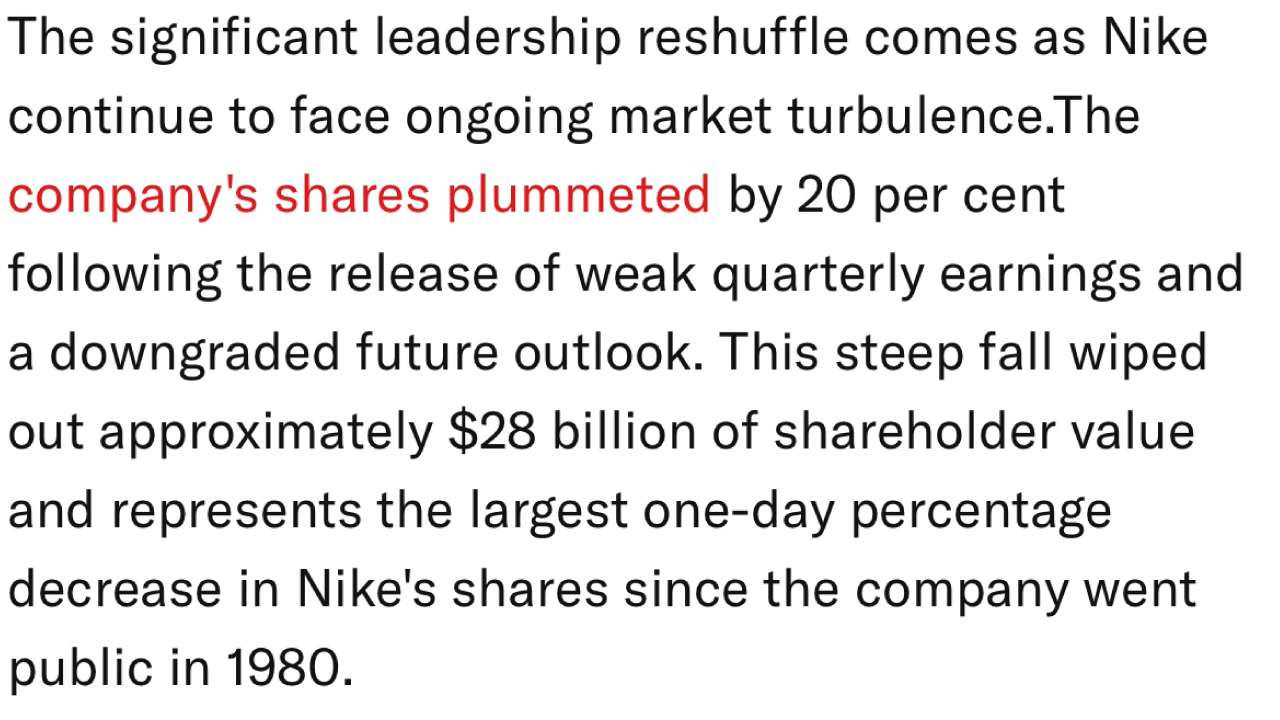 The significant leadership reshuffle comes as Nike
continue to face ongoing market turbulence.The
company's shares plummeted by 20 per cent
following the release of weak quarterly earnings and
a downgraded future outlook. This steep fall wiped
out approximately $28 billion of shareholder value
and represents the largest one-day percentage
decrease in Nike's shares since the company went
public in 1980.